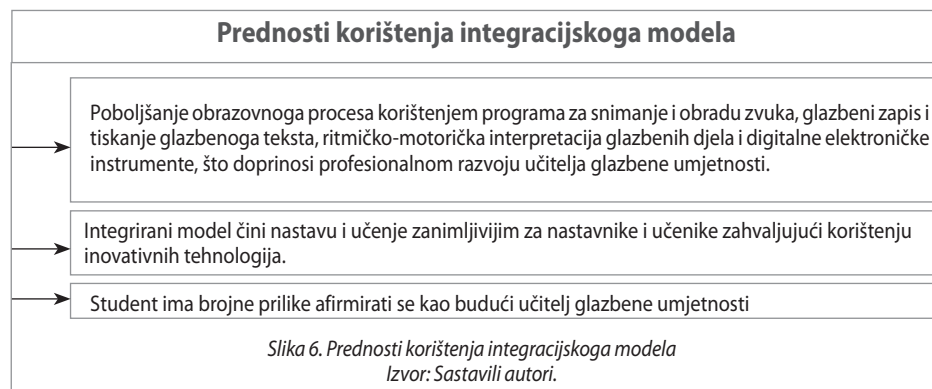 Prednosti korištenja integracijskoga modela
Poboljšanje obrazovnoga procesa korištenjem programa za snimanje i obradu zvuka, glazbeni zapis i
tiskanje glazbenoga teksta, ritmičko-motorička interpretacija glazbenih djela i digitalne elektroničke
instrumente, što doprinosi profesionalnom razvoju učitelja glazbene umjetnosti.
Integrirani model čini nastavu i učenje zanimljivijim za nastavnike i učenike zahvaljujući korištenju
inovativnih tehnologija.
Student ima brojne prilike afirmirati se kao budući učitelj glazbene umjetnosti
Slika 6. Prednosti korištenja integracijskoga modela
Izvor: Sastavili autori.